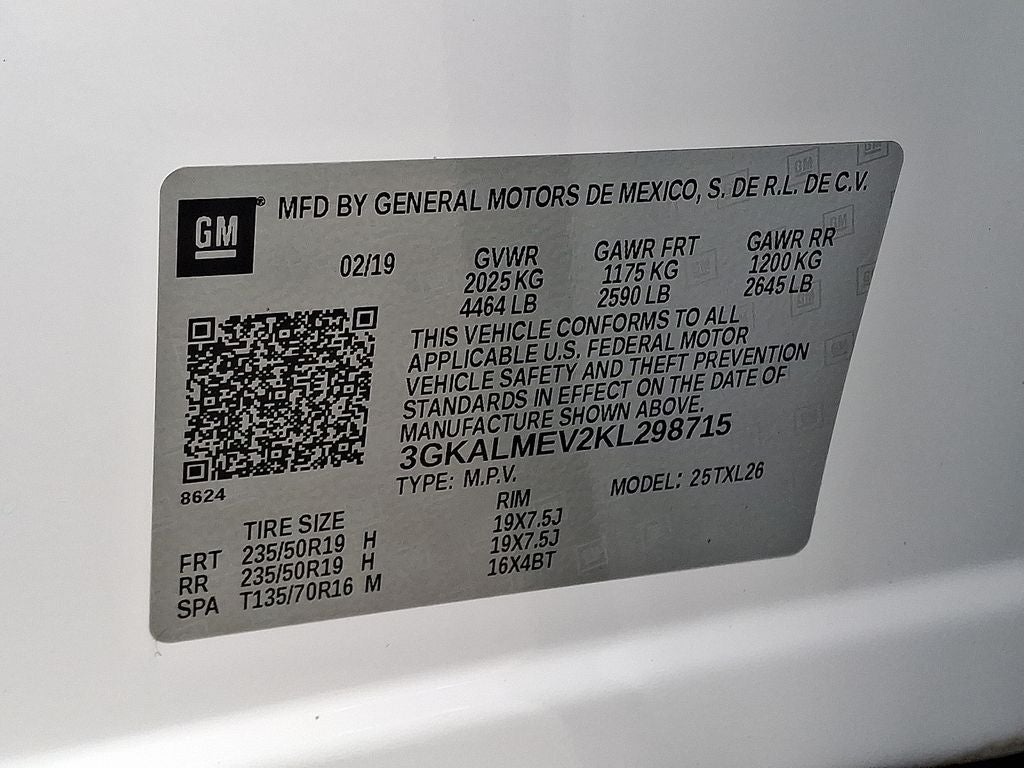 GM® MFD BY GENERAL MOTORS DE MEXICO, S. DE R.L. DE C.V.
02/19 GVWR GAWR FRT GAWR RR
2025 KG 1175 KG 1200 KG
4464 LB 2590 LB 2645 LB
THIS VEHICLE CONFORMS TO ALL
APPLICABLE U.S. FEDERAL MOTOR
VEHICLE SAFETY AND THEFT PREVENTION
STANDARDS IN EFFECT ON THE DATE OF
MANUFACTURE SHOWN ABOVE.
3GKALMEV2KL298715
TYPE: M.P.V. MODEL: 25TXL26
8624
TIRE SIZE RIM
FRT 235/50R19 H 19X7.5J
RR 235/50R19 H 19X7.5J
SPA T135/70R16 M 16X4BT